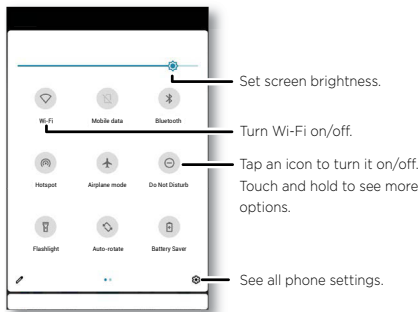 Set screen brightness.
Wi-Fi Mobile data Bluetooth
Turn Wi-Fi on/off.
Tap an icon to turn it on/off.
Hotspot Airplane mode Do Not Disturb
Touch and hold to see more
options.
Flashlight Auto-rotate Battery Saver
See all phone settings.